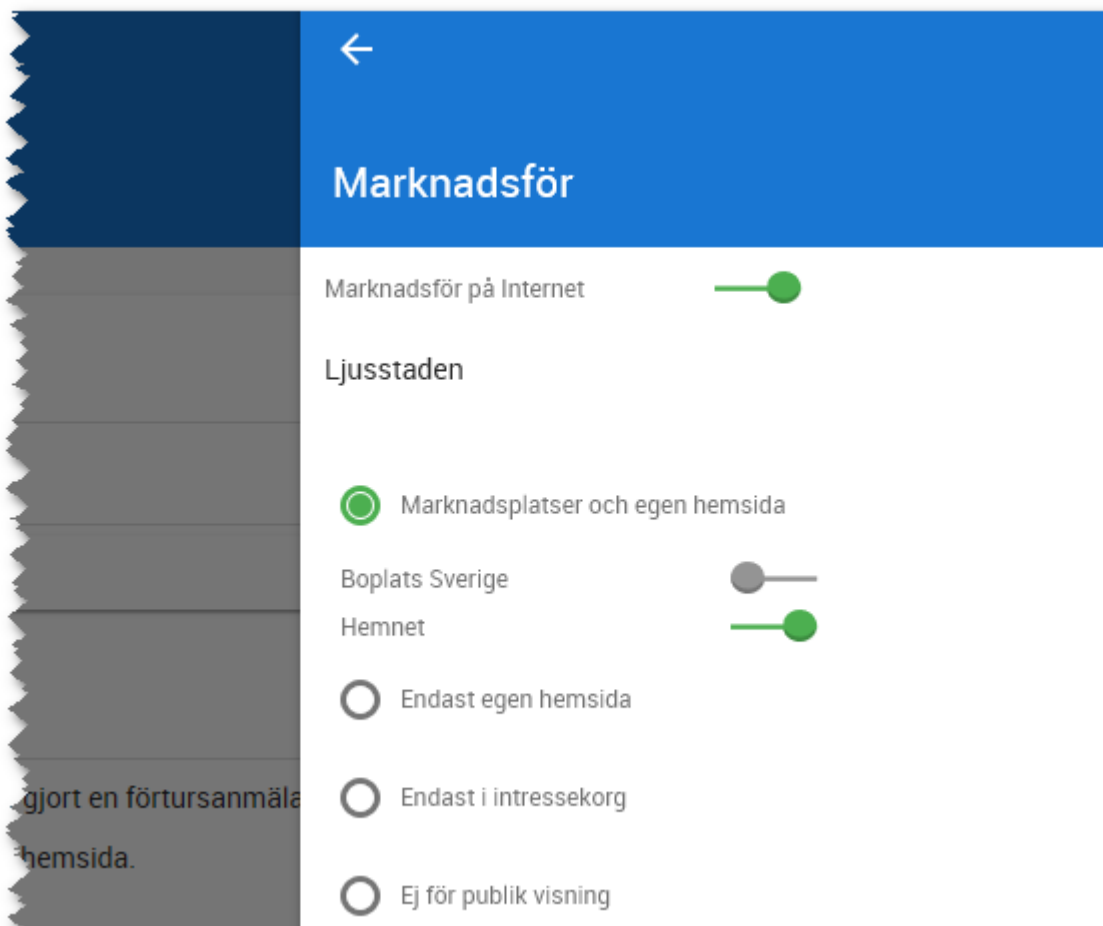 Marknadsför
Marknadsför på Internet
Ljusstaden
Marknadsplatser och egen hemsida
Boplats Sverige
Hemnet
Endast egen hemsida
Endast i intressekorg
Ej för publik visning
gjort en förtursanmäla
hemsida.